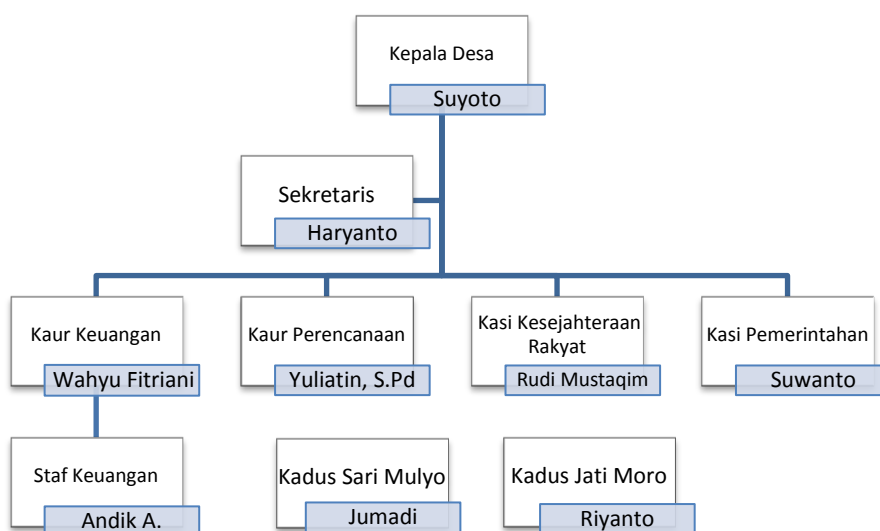 Kepala Desa
Suyoto
Sekretaris
Haryanto
Kaur Keuangan
Wahyu Fitriani
Kaur Perencanaan
Yuliatin, S.Pd
Kasi Kesejahteraan
Rakyat
Rudi Mustaqim
Kasi Pemerintahan
Suwanto
Staf Keuangan
Andik A.
Kadus Sari Mulyo
Jumadi
Kadus Jati Moro
Riyanto